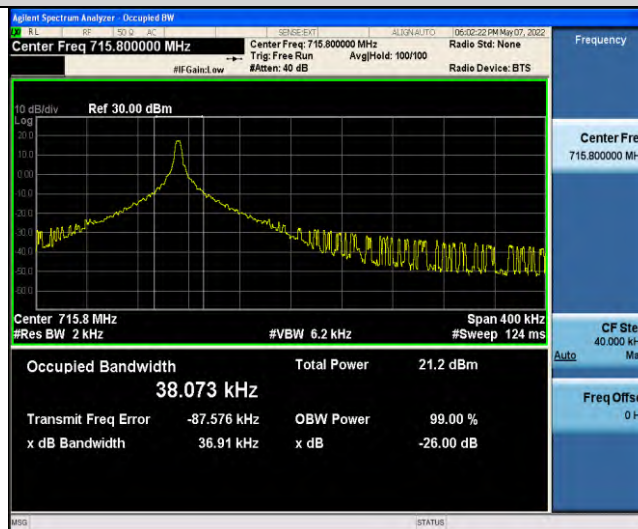 Agilent Spectrum Analyzer - Occupied BW
RL RF 50 Ω AC SENSE:EXT ALIGN AUTO 06:02:22 PM May 07, 2022
Center Freq 715.800000 MHz
Center Freq: 715.800000 MHz Radio Std: None
Trig: Free Run Avg|Hold: 100/100
#IFGain:Low #Atten: 40 dB Radio Device: BTS
10 dB/div Ref 30.00 dBm
Log
20.0
10.0
0.00
-10.0
-20.0
-30.0
-40.0
-50.0
-60.0
Center 715.8 MHz Span 400 kHz
#Res BW 2 kHz #VBW 6.2 kHz #Sweep 124 ms
Occupied Bandwidth Total Power 21.2 dBm
38.073 kHz
Transmit Freq Error -87.576 kHz OBW Power 99.00 %
x dB Bandwidth 36.91 kHz x dB -26.00 dB
MSG STATUS
Frequency
Center Fre
715.800000 MH
CF Ste
40.000 kH
Auto Ma
Freq Offse
0 H